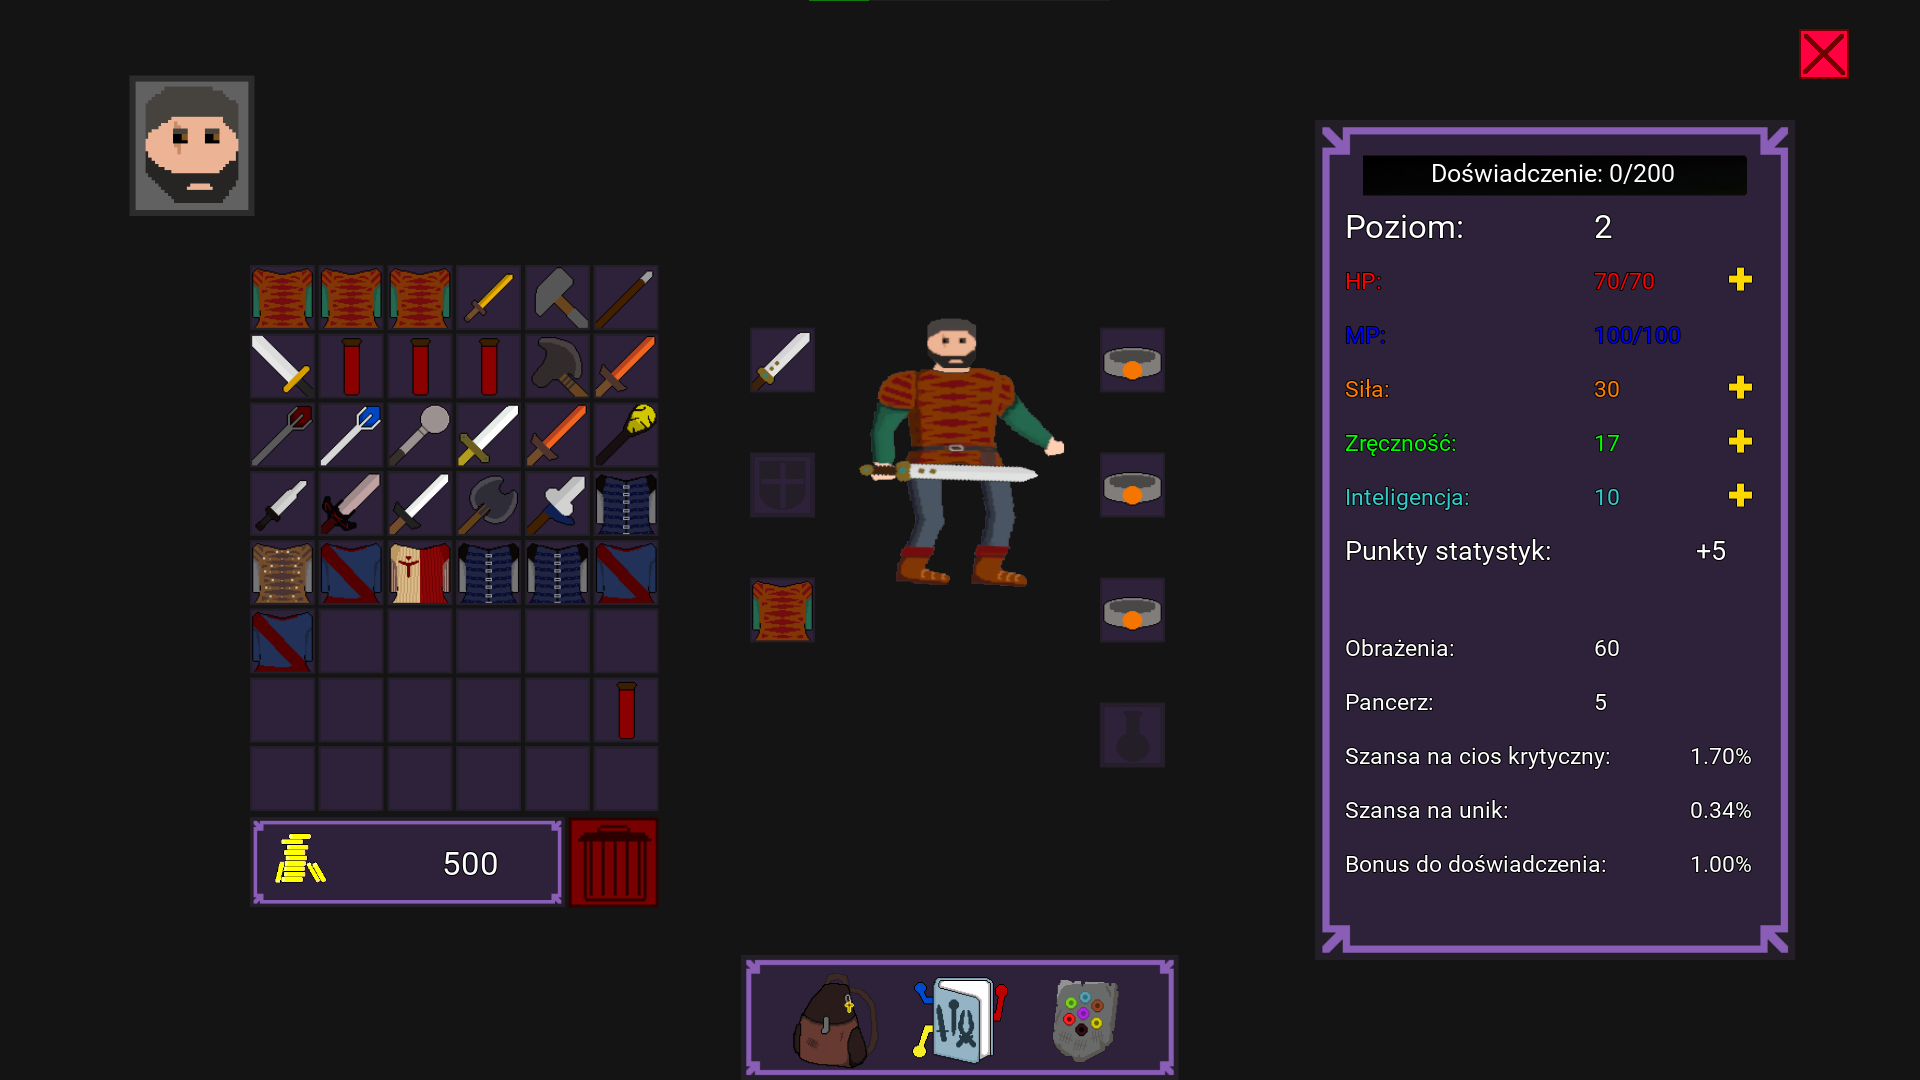 Doświadczenie: 0/200
Poziom: 2
HP: 70/70
MP: 100/100
Siła: 30
Zręczność: 17
Inteligencja: 10
Punkty statystyk: +5
Obrażenia: 60
Pancerz: 5
Szansa na cios krytyczny: 1.70%
Szansa na unik: 0.34%
Bonus do doświadczenia: 1.00%
500